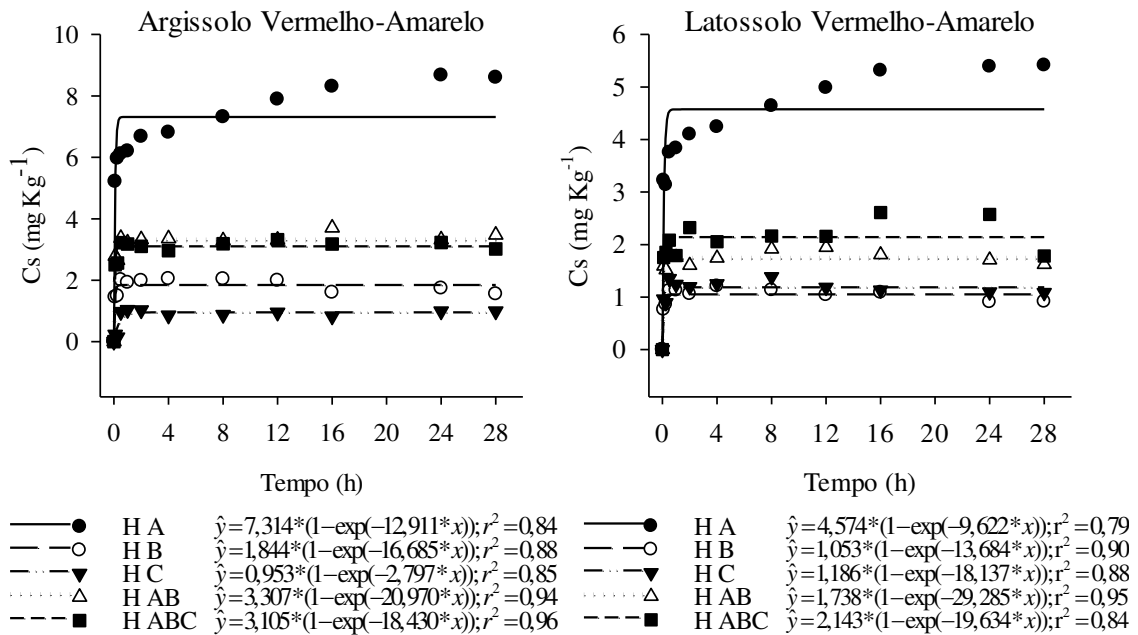 Argissolo Vermelho-Amarelo
Cs (mg Kg⁻¹)
10
8
6
4
2
0
0 4 8 12 16 20 24 28
Tempo (h)
H A ŷ=7,314*(1−exp(−12,911*x)); r² =0,84
H B ŷ=1,844*(1−exp(−16,685*x)); r² =0,88
H C ŷ=0,953*(1−exp(−2,797*x)); r² =0,85
H AB ŷ=3,307*(1−exp(−20,970*x)); r² =0,94
H ABC ŷ=3,105*(1−exp(−18,430*x)); r² =0,96
Latossolo Vermelho-Amarelo
Cs (mg Kg⁻¹)
6
5
4
3
2
1
0
0 4 8 12 16 20 24 28
Tempo (h)
H A ŷ=4,574*(1−exp(−9,622*x)); r² =0,79
H B ŷ=1,053*(1−exp(−13,684*x)); r² =0,90
H C ŷ=1,186*(1−exp(−18,137*x)); r² =0,88
H AB ŷ=1,738*(1−exp(−29,285*x)); r² =0,95
H ABC ŷ=2,143*(1−exp(−19,634*x)); r² =0,84